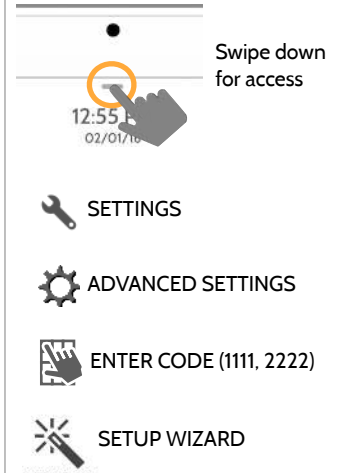 Swipe down
for access
12:55
02/01/16
SETTINGS
ADVANCED SETTINGS
ENTER CODE (1111, 2222)
SETUP WIZARD